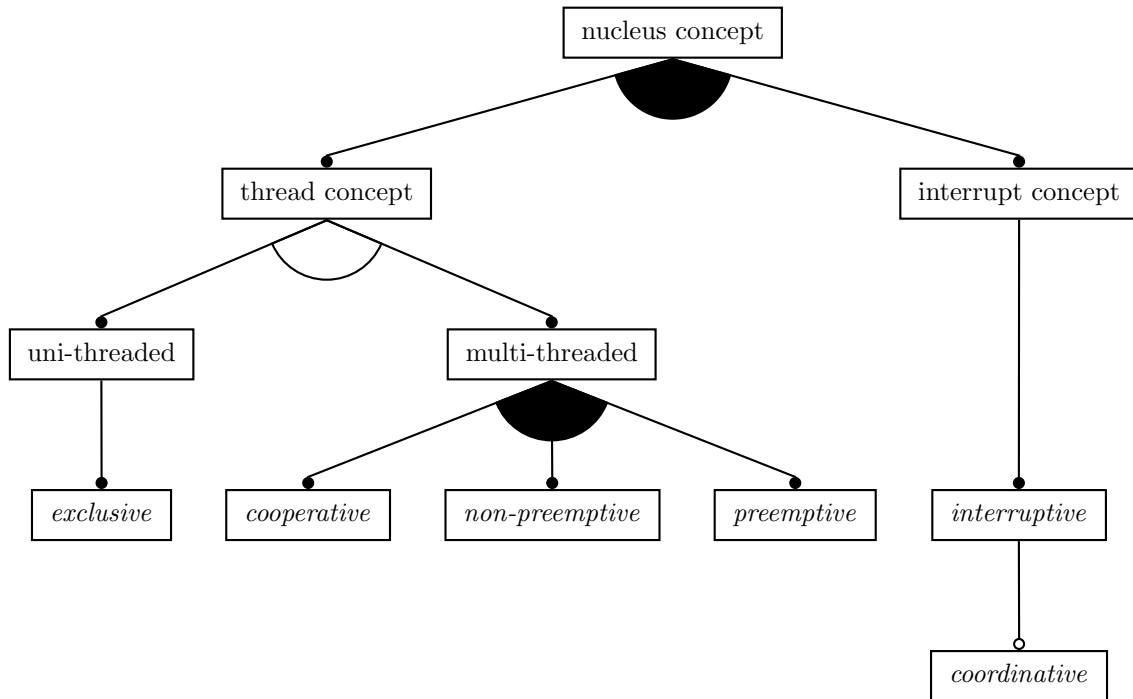 nucleus concept
thread concept
interrupt concept
uni-threaded
multi-threaded
exclusive
cooperative
non-preemptive
preemptive
interruptive
coordinative